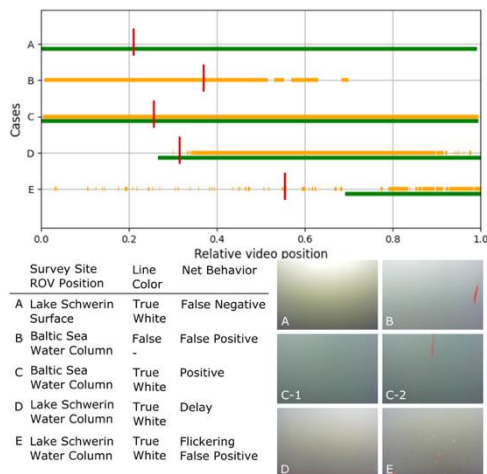 A
B
C
D
E
Cases
0.0 0.2 0.4 0.6 0.8 1.0
Relative video position
Survey Site Line Net Behavior
ROV Position Color
A Lake Schwerin True False Negative
Surface White
B Baltic Sea False False Positive
Water Column -
C Baltic Sea True Positive
Water Column White
D Lake Schwerin True Delay
Water Column White
E Lake Schwerin True Flickering
Water Column White False Positive
A
B
C-1
C-2
D
E